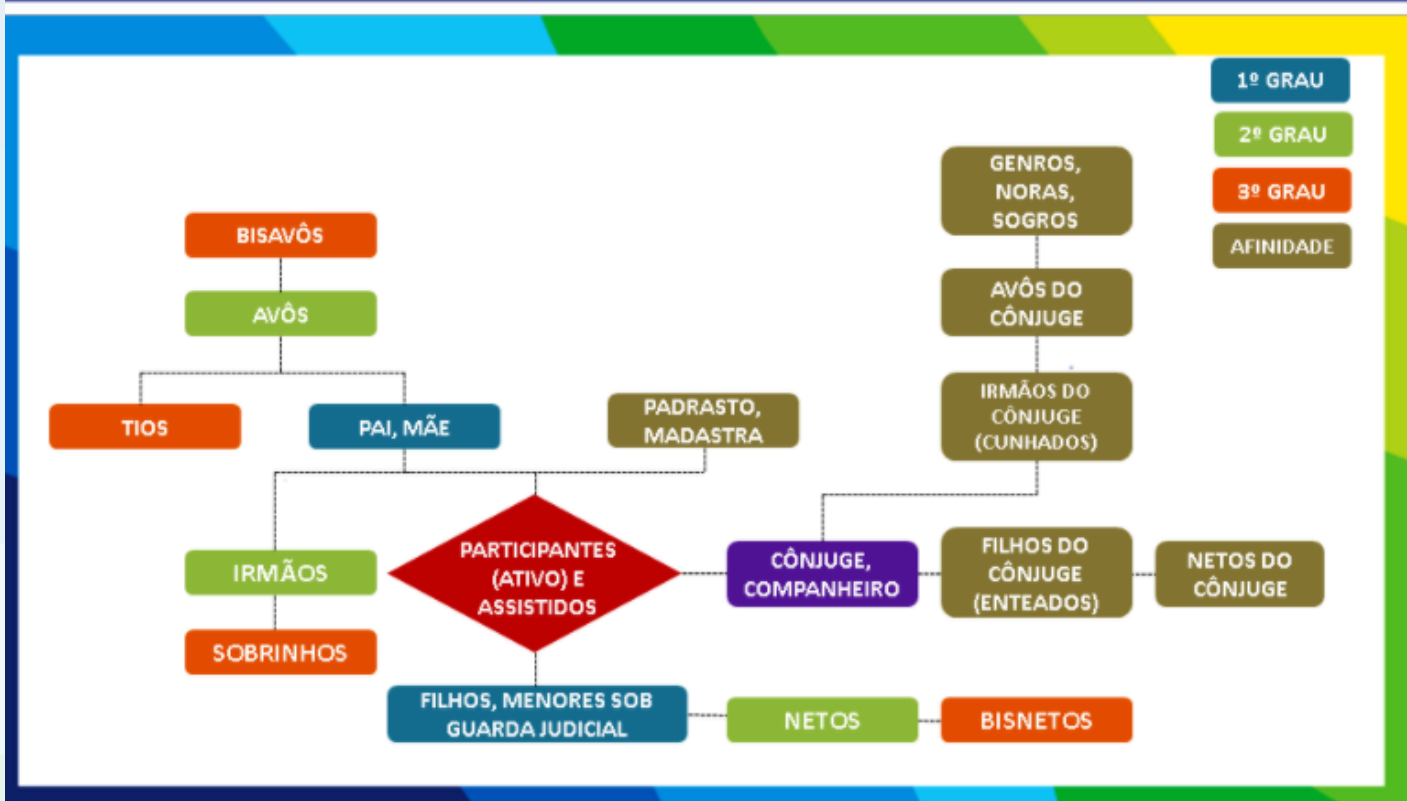 1º GRAU
2º GRAU
3º GRAU
AFINIDADE
GENROS,
NORAS,
SOGROS
BISAVÔS
AVÔS DO
CÔNJUGE
AVÔS
IRMÃOS DO
CÔNJUGE
(CUNHADOS)
PADRASTO,
MADASTRA
TIOS
PAI, MÃE
PARTICIPANTES
(ATIVO) E
ASSISTIDOS
IRMÃOS
CÔNJUGE,
COMPANHEIRO
FILHOS DO
CÔNJUGE
(ENTEADOS)
NETOS DO
CÔNJUGE
SOBRINHOS
FILHOS, MENORES SOB
GUARDA JUDICIAL
NETOS
BISNETOS